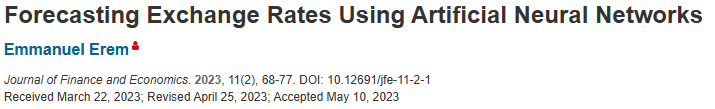 Forecasting Exchange Rates Using Artificial Neural Networks
Emmanuel Erem
Journal of Finance and Economics. 2023, 11(2), 68-77. DOI: 10.12691/jfe-11-2-1
Received March 22, 2023; Revised April 25, 2023; Accepted May 10, 2023